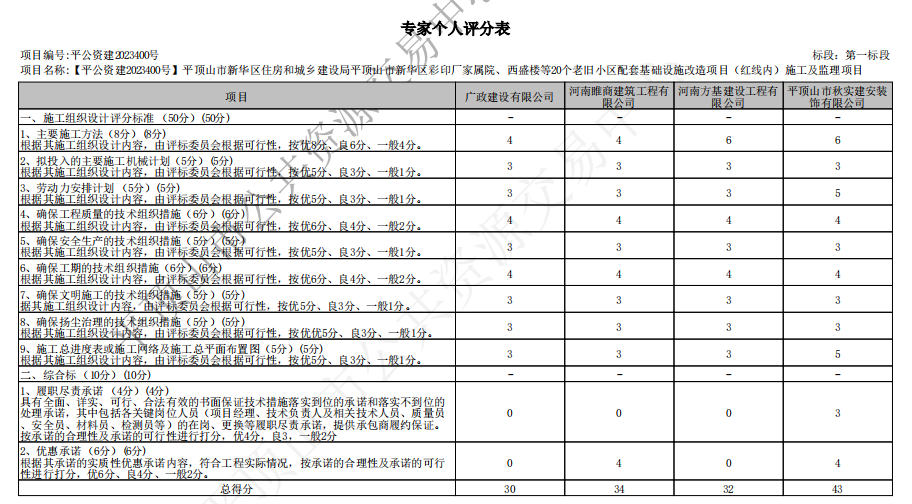 专家个人评分表
项目编号:平公资建2023400号 标段: 第一标段
项目名称:【平公资建2023400号】平顶山市新华区住房和城乡建设局平顶山市新华区彩印厂家属院、西盛楼等20个老旧小区配套基础设施改造项目(红线内)施工及监理项目
项目 广政建设有限公司 河南睢商建筑工程有限公司 河南方基建设工程有限公司 平顶山市秋实建安装饰有限公司
一、施工组织设计评分标准(50分)(50分) - - - -
1、主要施工方法(8分)(8分)
根据其施工组织设计内容,由评标委员会根据可行性,按优8分、良6分、一般4分。 4 4 6 6
2、拟投入的主要施工机械计划(5分)(5分)
根据其施工组织设计内容,由评标委员会根据可行性,按优5分、良3分、一般1分。 3 3 3 3
3、劳动力安排计划 (5分)(5分)
根据其施工组织设计内容,由评标委员会根据可行性,按优5分、良3分、一般1分。 3 3 3 5
4、确保工程质量的技术组织措施(6分)(6分)
根据其施工组织设计内容,由评标委员会根据可行性,按优6分、良4分、一般2分。 4 4 4 4
5、确保安全生产的技术组织措施(5分)(5分)
根据其施工组织设计内容,由评标委员会根据可行性,按优5分、良3分、一般1分。 3 3 3 3
6、确保工期的技术组织措施(6分)(6分)
根据其施工组织设计内容,由评标委员会根据可行性,按优6分、良4分、一般2分。 4 4 4 4
7、确保文明施工的技术组织措施(5分)(5分)
据其施工组织设计内容,由评标委员会根据可行性,按优5分、良3分、一般1分。 3 3 3 3
8、确保扬尘治理的技术组织措施(5分)(5分)
根据其施工组织设计内容,由评标委员会根据可行性,按优优5分、良3分、一般1分。 3 3 3 3
9、施工总进度表或施工网络及施工总平面布置图(5分)(5分)
根据其施工组织设计内容,由评标委员会根据可行性,按优5分、良3分、一般1分。 3 3 3 5
二、综合标(10分)(10分) - - - -
1、履职尽责承诺(4分)(4分)
具有全面、详实、可行、合法有效的书面保证技术措施落实到位的承诺和落实不到位的
处理承诺,其中包括各关键岗位人员(项目经理、技术负责人及相关技术人员、质量员
、安全员、材料员、检测员等)的在岗、更换等履职尽责承诺,提供承包商履约保证。
按承诺的合理性及承诺的可行性进行打分,优4分,良3,一般2分 0 0 0 3
2、优惠承诺(6分)(6分)
根据其承诺的实质性优惠承诺内容,符合工程实际情况,按承诺的合理性及承诺的可行
性进行打分,优6分、良4分、一般2分。 0 4 0 4
总得分 30 34 32 43